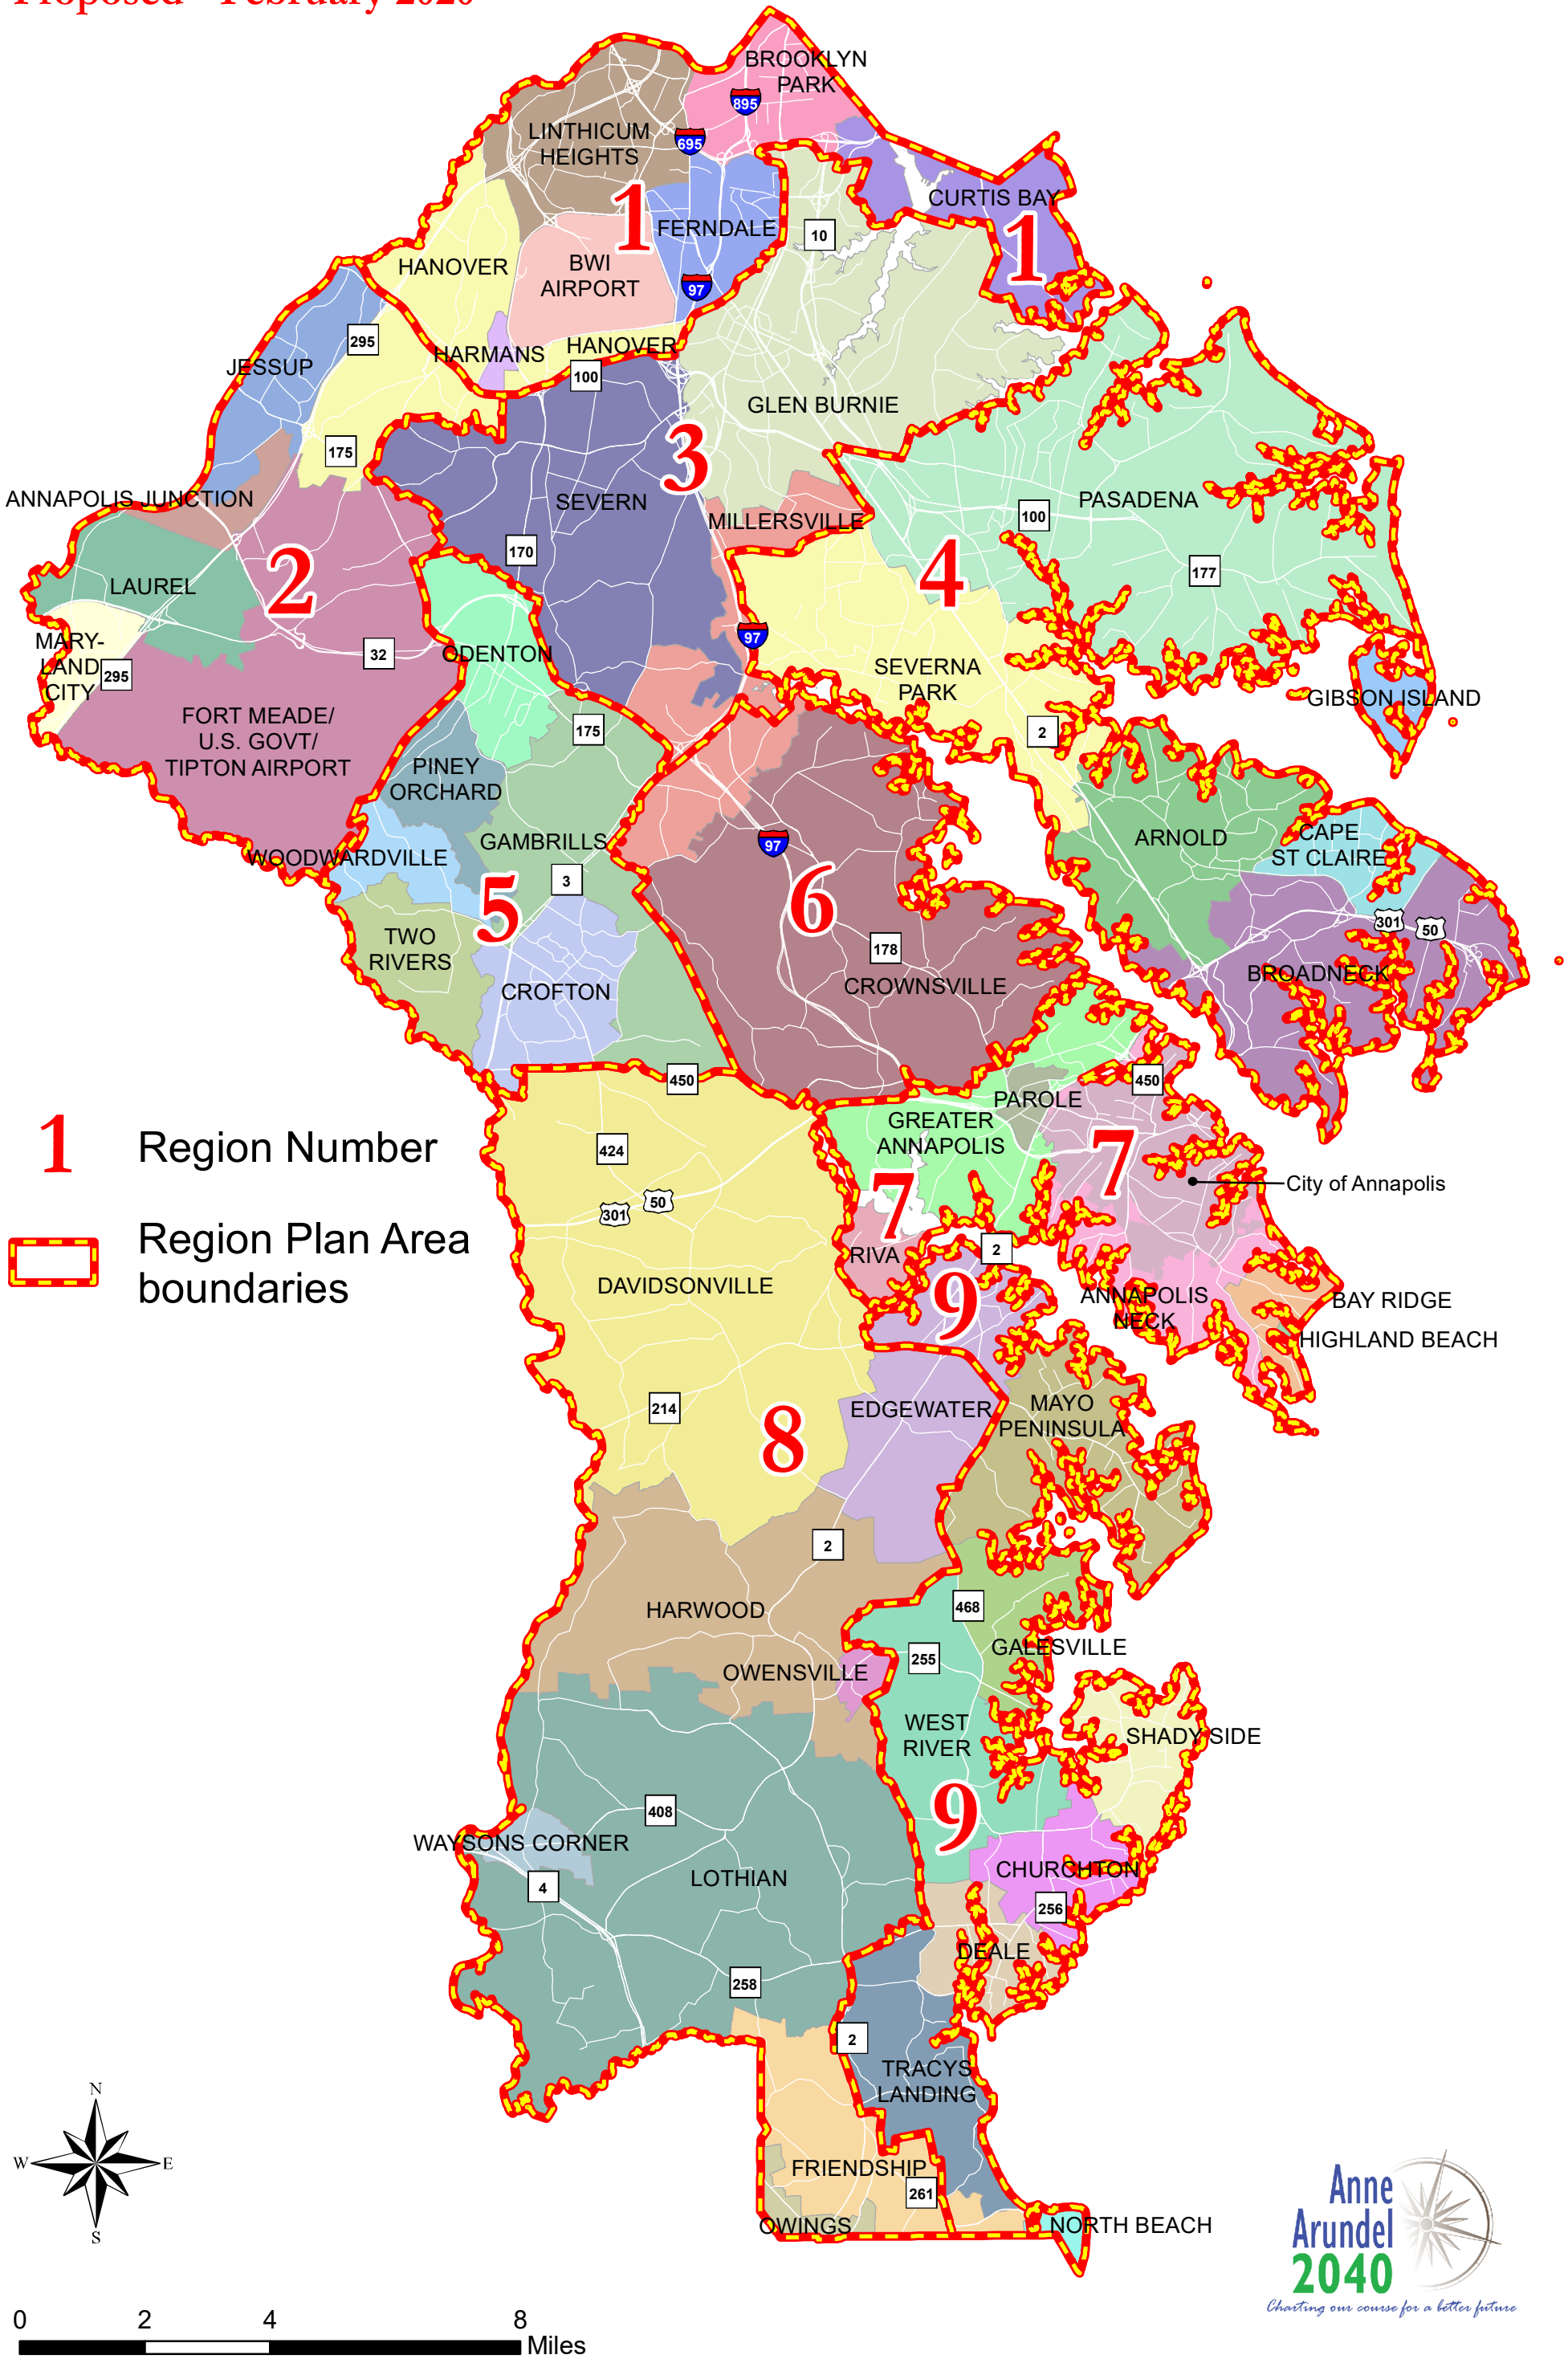 Proposed - February 2020
BROOKLYN
PARK
895
LINTHICUM
HEIGHTS
695
CURTIS BAY
1
FERNDALE
10
1
HANOVER
BWI
AIRPORT
97
295
HARMANS
HANOVER
JESSUP
100
GLEN BURNIE
175
3
ANNAPOLIS JUNCTION
SEVERN
PASADENA
100
MILLERSVILLE
170
2
LAUREL
4
177
MARY-
LAND
CITY
295
32
ODENTON
97
SEVERNA
PARK
GIBSON ISLAND
FORT MEADE/
U.S. GOVT/
TIPTON AIRPORT
175
2
PINEY
ORCHARD
ARNOLD
CAPE
ST CLAIRE
GAMBRILLS
97
WOODWARDVILLE
3
5
6
301
50
TWO
RIVERS
178
BROADNECK
CROFTON
CROWNSVILLE
450
450
PAROLE
1 Region Number
424
GREATER
ANNAPOLIS
7
7
City of Annapolis
301
50
Region Plan Area
boundaries
RIVA
2
DAVIDSONVILLE
9
ANNAPOLIS
NECK
BAY RIDGE
HIGHLAND BEACH
214
8
EDGEWATER
MAYO
PENINSULA
2
HARWOOD
468
GALESVILLE
255
OWENSVILLE
WEST
RIVER
SHADY SIDE
408
9
WAYSONS CORNER
CHURCHTON
LOTHIAN
4
256
DEALE
258
2
TRACYS
LANDING
N
W
E
S
FRIENDSHIP
261
OWINGS
NORTH BEACH
Anne
Arundel
2040
Charting our course for a better future
0 2 4 8
Miles